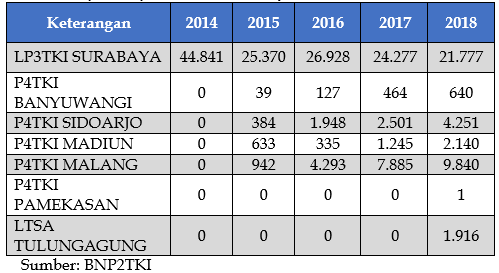 Keterangan 2014 2015 2016 2017 2018
LP3TKI SURABAYA 44.841 25.370 26.928 24.277 21.777
P4TKI
BANYUWANGI 0 39 127 464 640
P4TKI SIDOARJO 0 384 1.948 2.501 4.251
P4TKI MADIUN 0 633 335 1.245 2.140
P4TKI MALANG 0 942 4.293 7.885 9.840
P4TKI
PAMEKASAN 0 0 0 0 1
LTSA
TULUNGAGUNG 0 0 0 0 1.916
Sumber: BNP2TKI